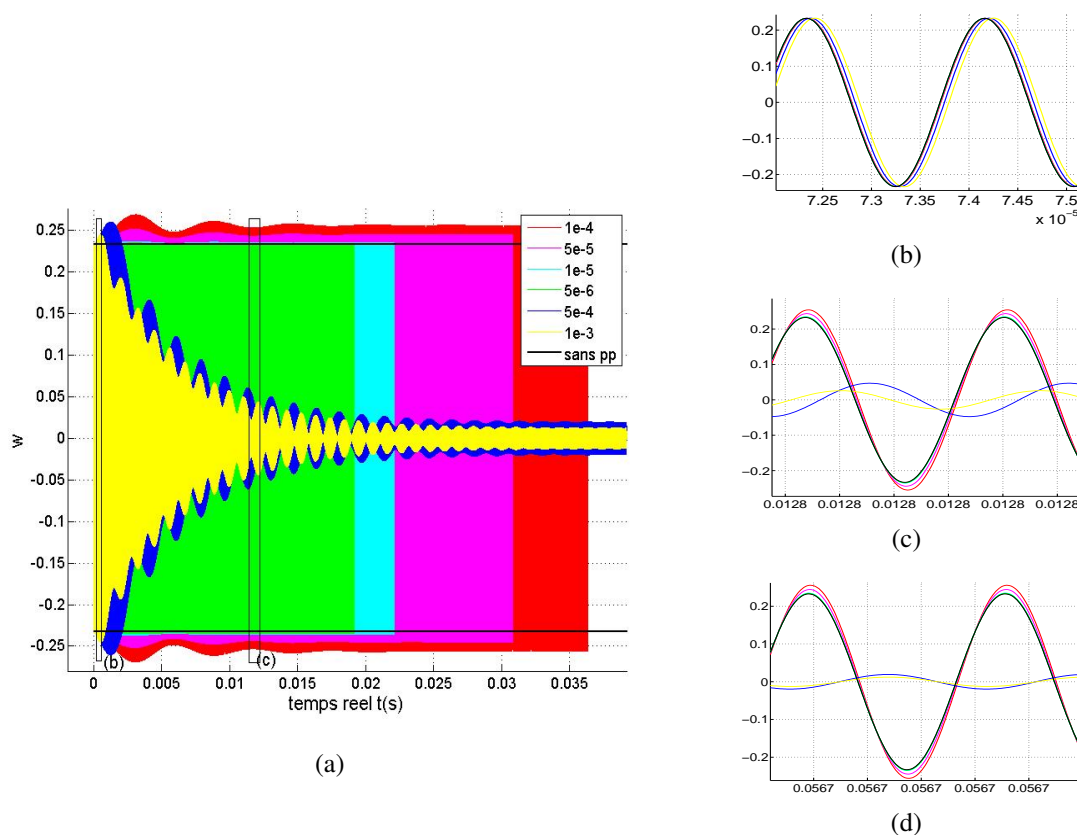 0.25
0.2
0.15
0.1
0.05
0
-0.05
-0.1
-0.15
-0.2
-0.25
w
1e-4
5e-5
1e-5
5e-6
5e-4
1e-3
sans pp
(b)
(c)
0 0.005 0.01 0.015 0.02 0.025 0.03 0.035
temps reel t(s)
(a)
0.2
0.1
0
−0.1
−0.2
7.25 7.3 7.35 7.4 7.45 7.5
x 10⁻⁵
(b)
0.2
0.1
0
−0.1
−0.2
0.0128 0.0128 0.0128 0.0128 0.0128 0.0128
(c)
0.2
0.1
0
−0.1
−0.2
0.0567 0.0567 0.0567 0.0567 0.0567
(d)